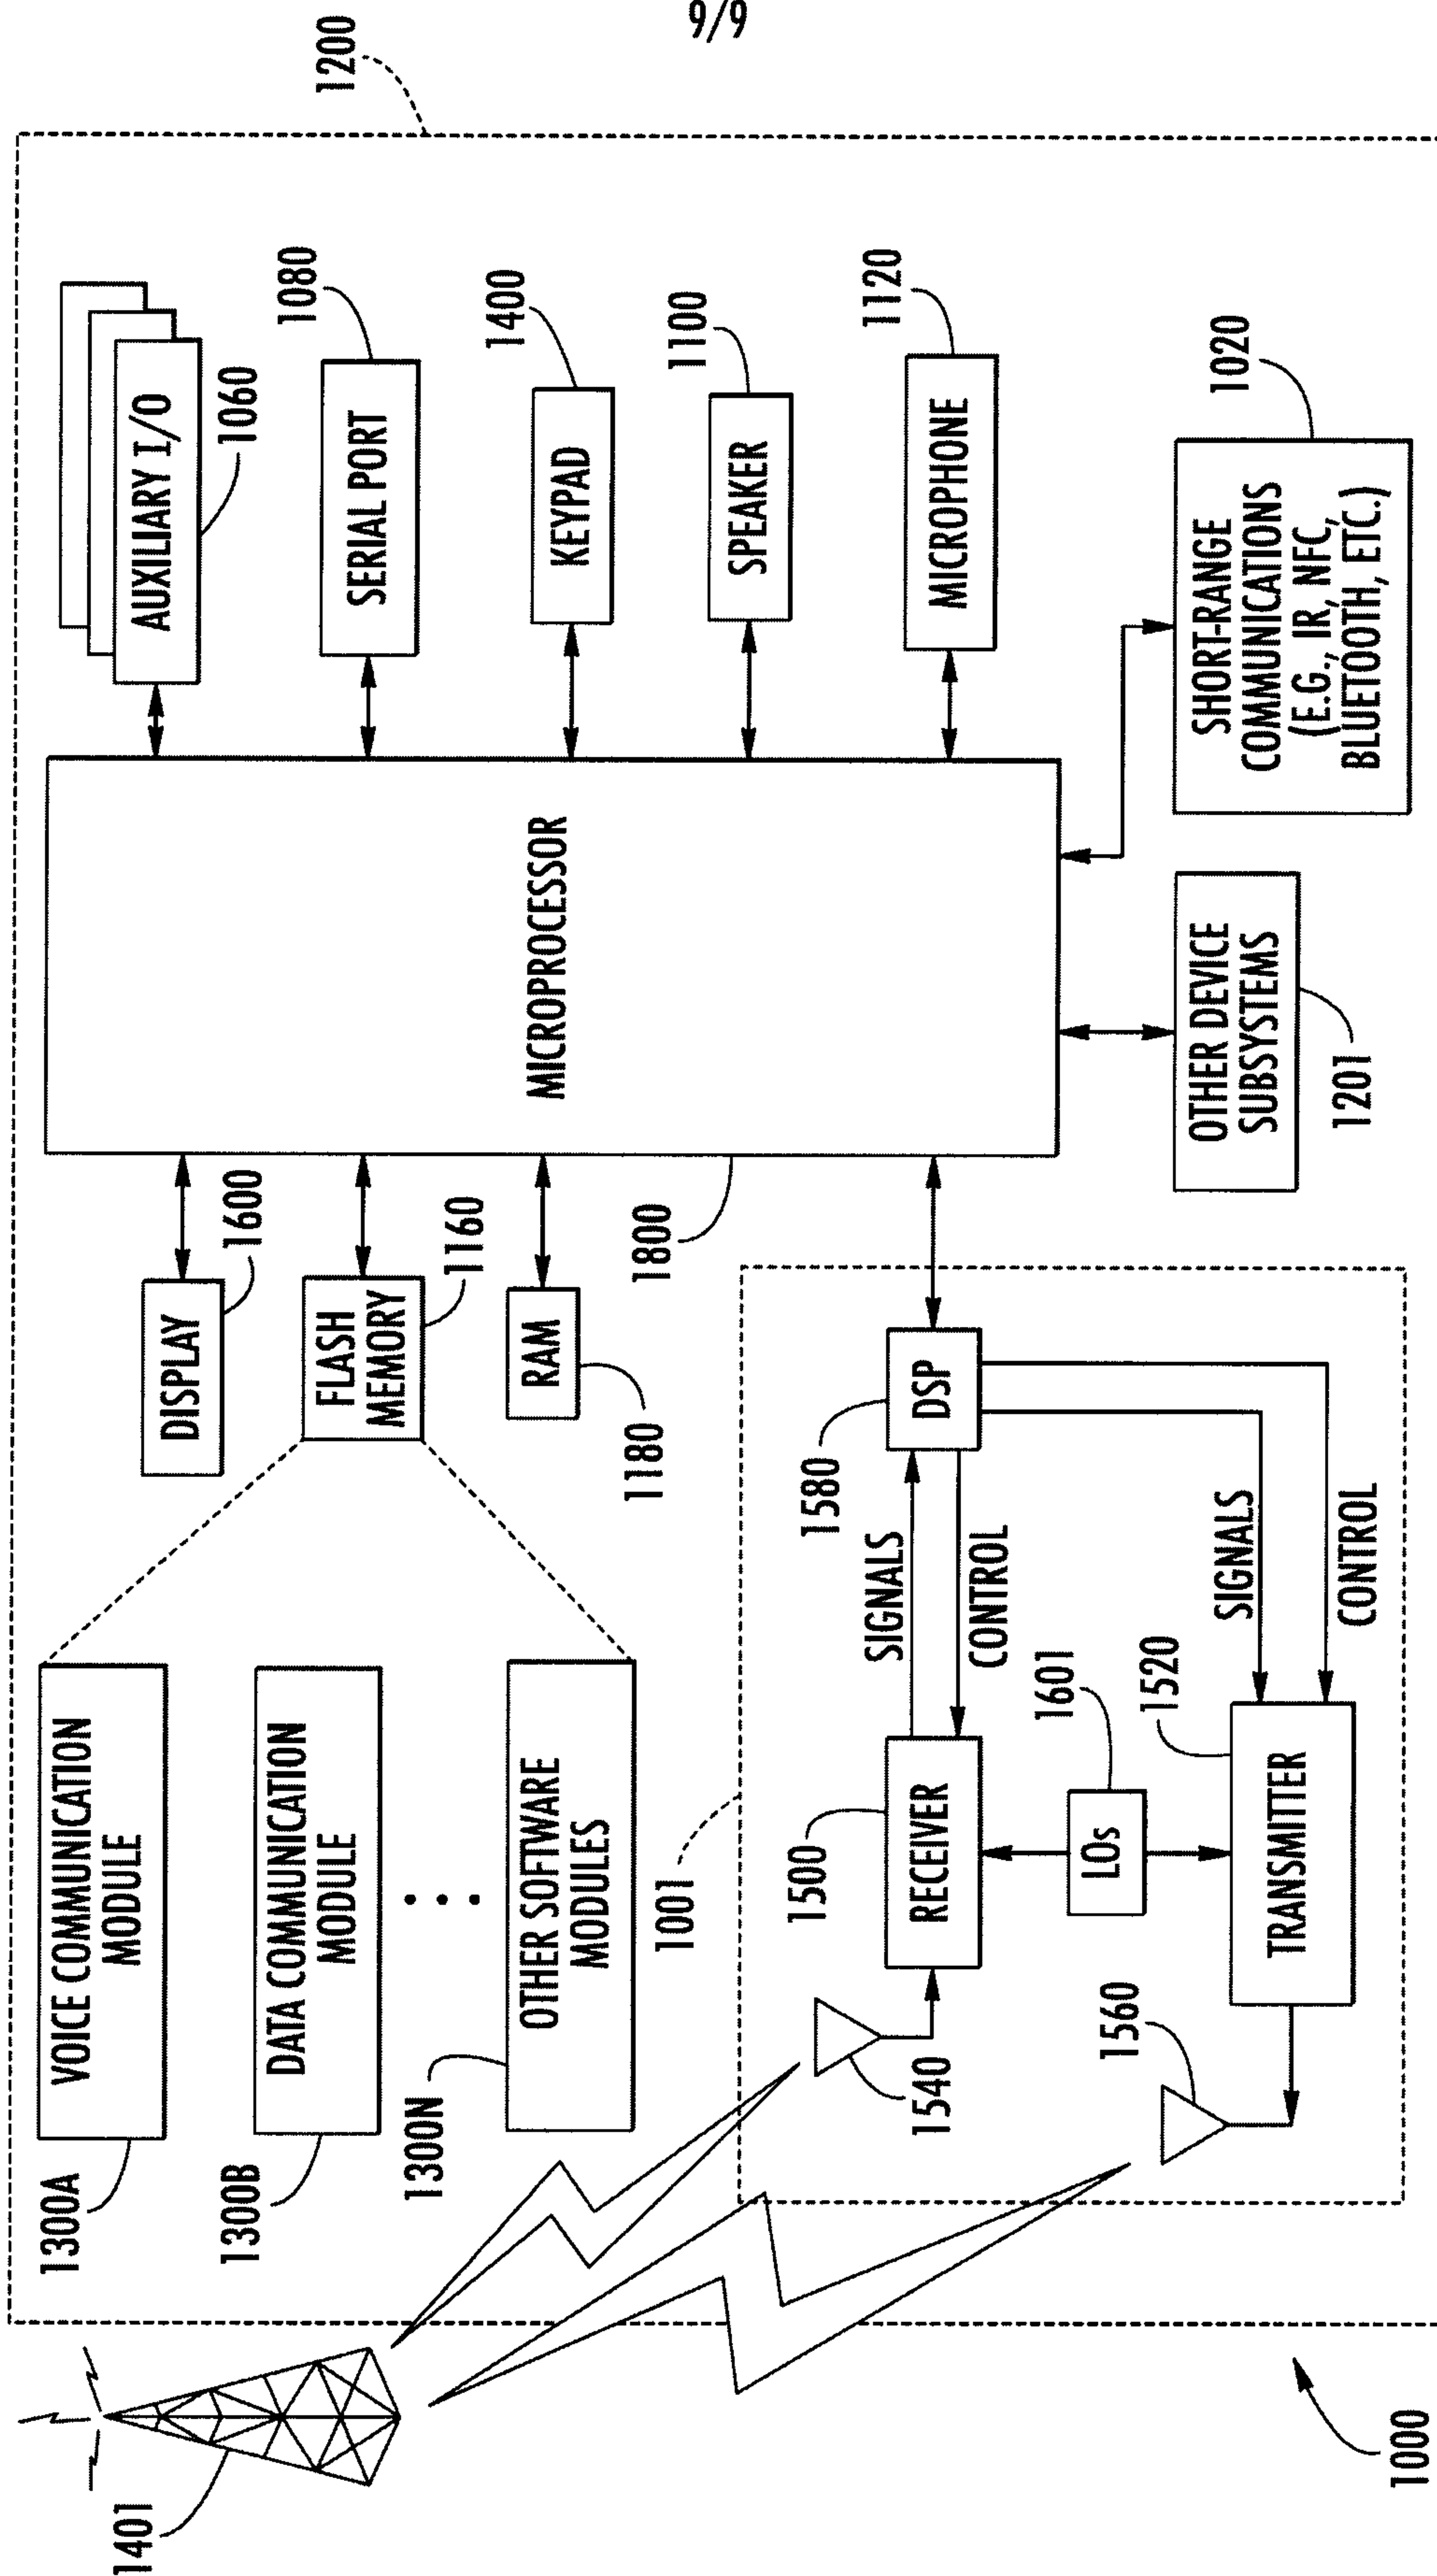 9/9
1200
VOICE COMMUNICATION
MODULE
1300A
DATA COMMUNICATION
MODULE
1300B
OTHER SOFTWARE
MODULES
1300N
1401
1000
DISPLAY
1600
FLASH
MEMORY
1160
RAM
1180
MICROPROCESSOR
1800
AUXILIARY I/O
1060
SERIAL PORT
1080
KEYPAD
1400
SPEAKER
1100
MICROPHONE
1120
SHORT-RANGE
COMMUNICATIONS
(E.G., IR, NFC,
BLUETOOTH, ETC.)
1020
OTHER DEVICE
SUBSYSTEMS
1201
1001
DSP
1580
SIGNALS
CONTROL
RECEIVER
1500
1540
LOs
1601
SIGNALS
CONTROL
TRANSMITTER
1520
1560